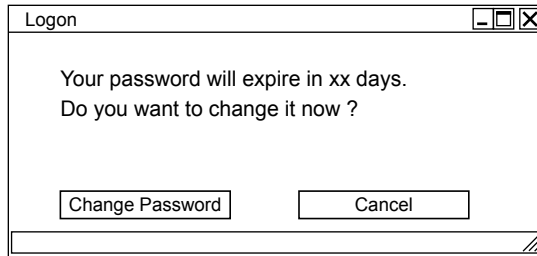 Logon
Your password will expire in xx days.
Do you want to change it now ?
Change Password
Cancel